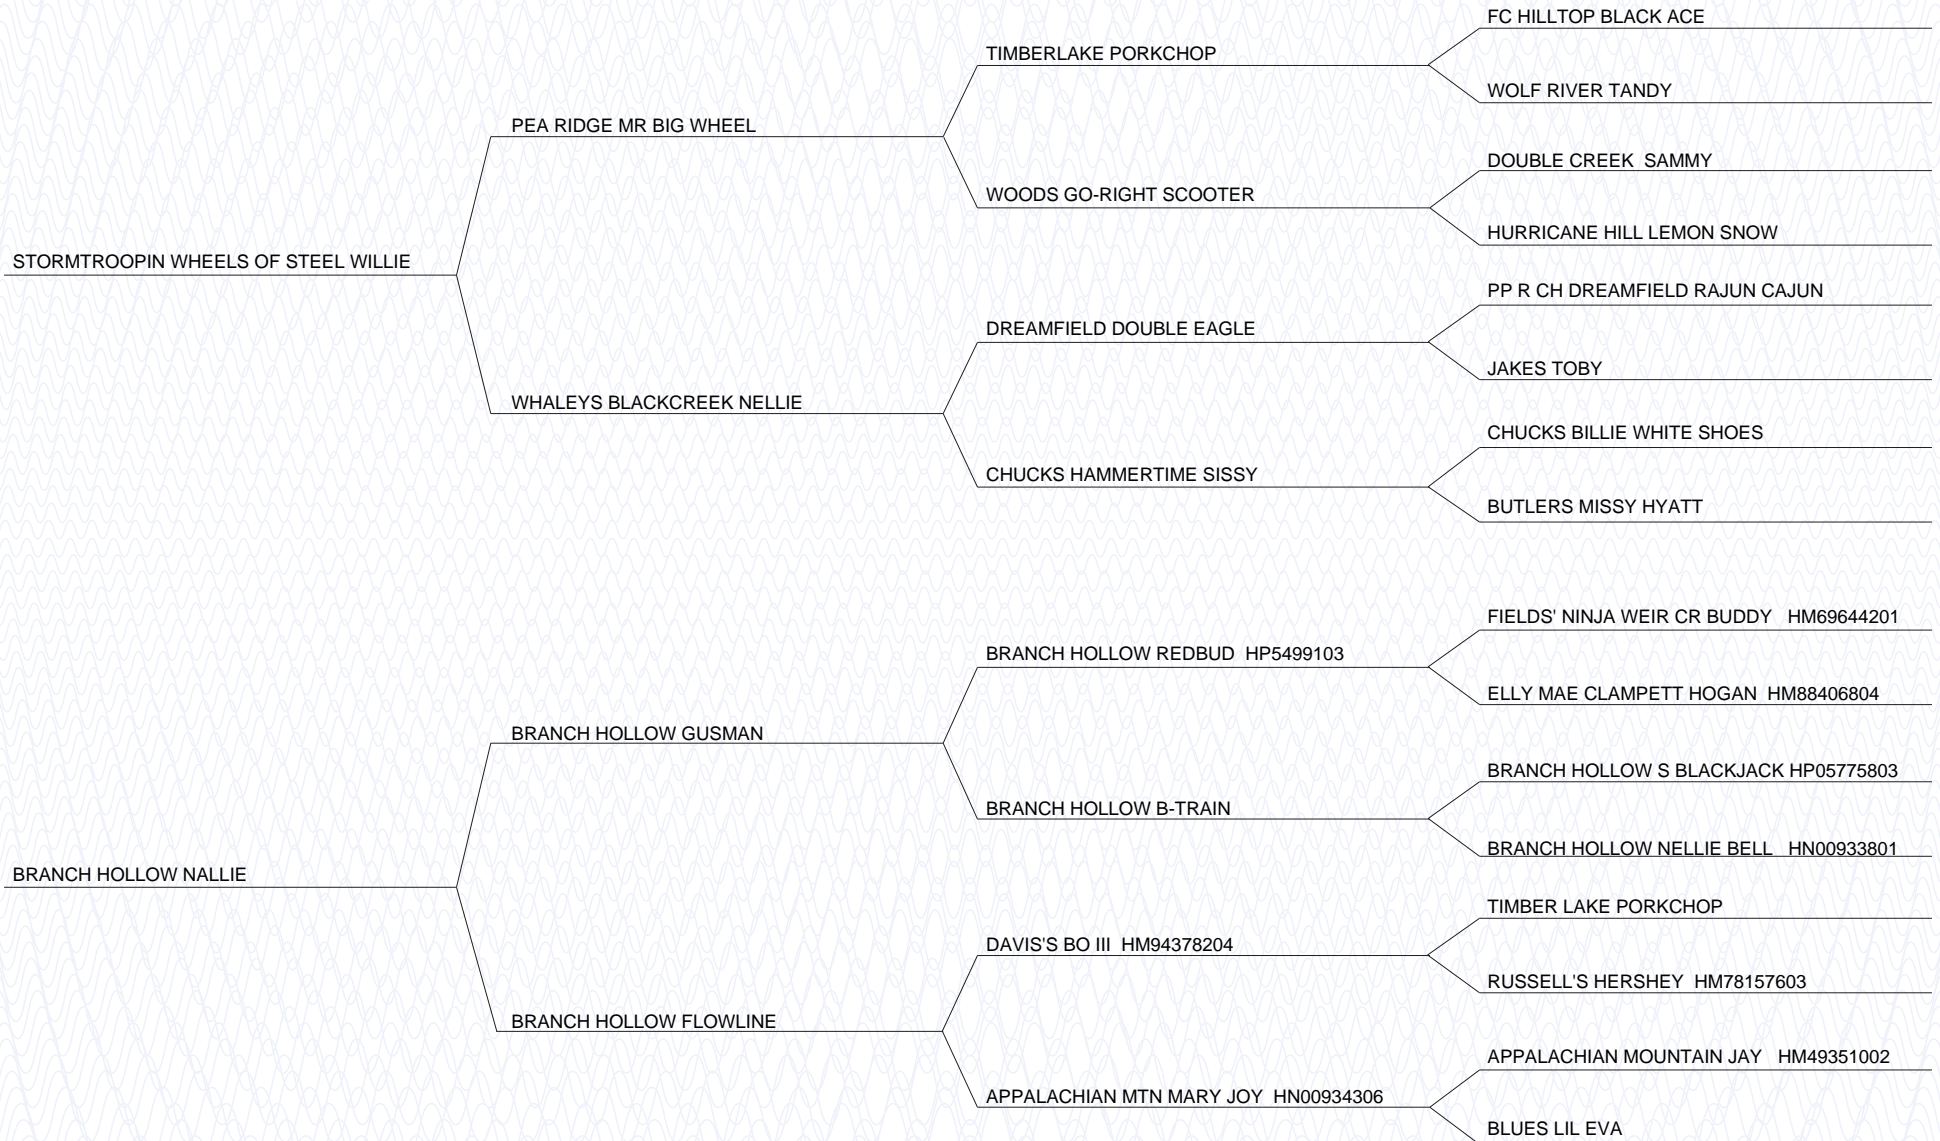 FC HILLTOP BLACK ACE
TIMBERLAKE PORKCHOP
WOLF RIVER TANDY
PEA RIDGE MR BIG WHEEL
DOUBLE CREEK  SAMMY
WOODS GO-RIGHT SCOOTER
HURRICANE HILL LEMON SNOW
STORMTROOPIN WHEELS OF STEEL WILLIE
PP R CH DREAMFIELD RAJUN CAJUN
DREAMFIELD DOUBLE EAGLE
JAKES TOBY
WHALEYS BLACKCREEK NELLIE
CHUCKS BILLIE WHITE SHOES
CHUCKS HAMMERTIME SISSY
BUTLERS MISSY HYATT
FIELDS' NINJA WEIR CR BUDDY   HM69644201
BRANCH HOLLOW REDBUD  HP5499103
ELLY MAE CLAMPETT HOGAN  HM88406804
BRANCH HOLLOW GUSMAN
BRANCH HOLLOW S BLACKJACK HP05775803
BRANCH HOLLOW B-TRAIN
BRANCH HOLLOW NELLIE BELL   HN00933801
BRANCH HOLLOW NALLIE
TIMBER LAKE PORKCHOP
DAVIS'S BO III  HM94378204
RUSSELL'S HERSHEY  HM78157603
BRANCH HOLLOW FLOWLINE
APPALACHIAN MOUNTAIN JAY   HM49351002
APPALACHIAN MTN MARY JOY  HN00934306
BLUES LIL EVA